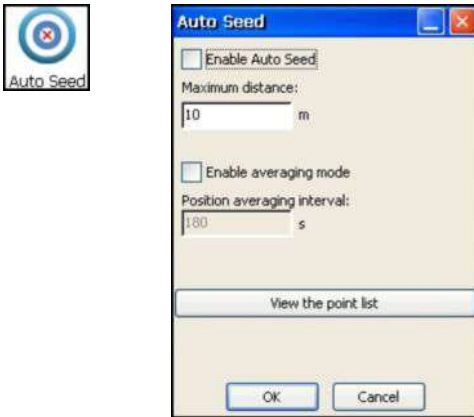 Auto Seed
Auto Seed
Enable Auto Seed
Maximum distance:
10 m
Enable averaging mode
Position averaging interval:
180 s
View the point list
OK Cancel